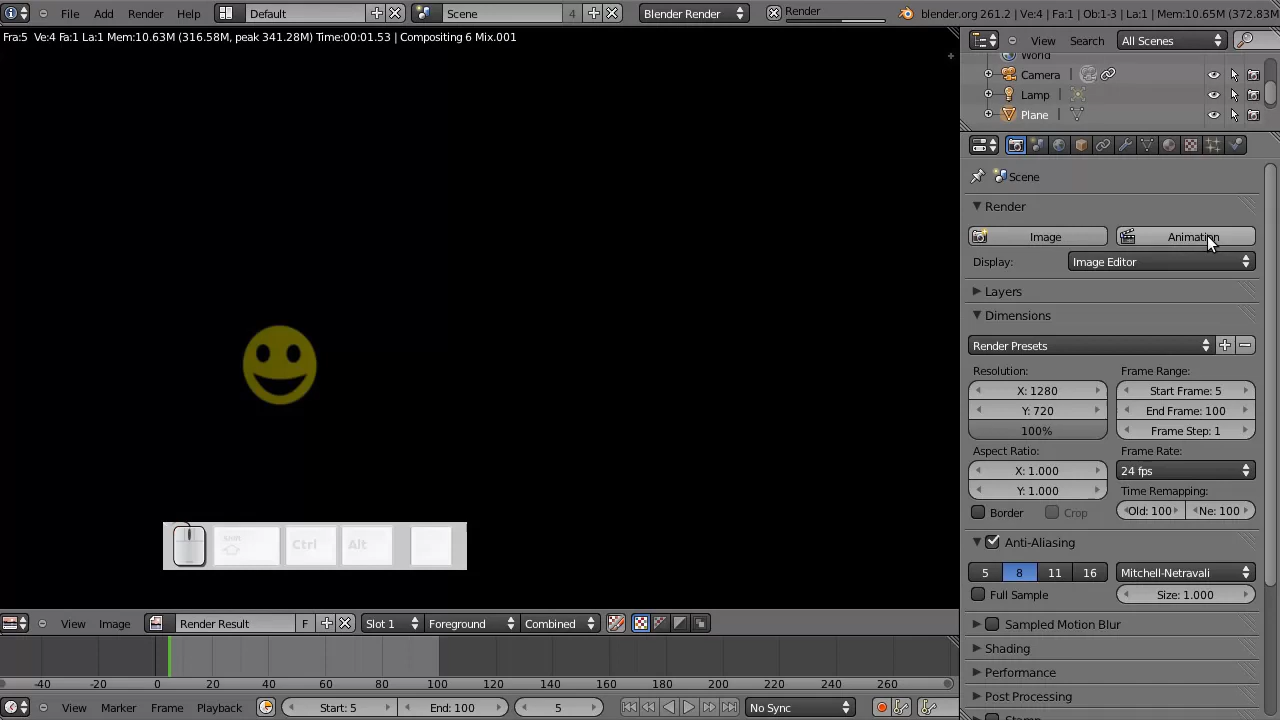 File Add Render Help Default Scene 4 Blender Render Render blender.org 261.2 | Ve:4 | Fa:1 | Ob:1-3 | La:1 | Mem:10.65M (372.83M
Fra:5 Ve:4 Fa:1 La:1 Mem:10.63M (316.58M, peak 341.28M) Time:00:01.53 | Compositing 6 Mix.001
View Search All Scenes
World
Camera
Lamp
Plane
Scene
Render
Image Animation
Display: Image Editor
Layers
Dimensions
Render Presets
Resolution: Frame Range:
X: 1280 Start Frame: 5
Y: 720 End Frame: 100
100% Frame Step: 1
Aspect Ratio: Frame Rate:
X: 1.000 24 fps
Y: 1.000 Time Remapping:
Border Crop Old: 100 Ne: 100
Anti-Aliasing
5 8 11 16 Mitchell-Netravali
Full Sample Size: 1.000
Sampled Motion Blur
Shading
Performance
Post Processing
Ctrl Alt
View Image Render Result F Slot 1 Foreground Combined
-40 -20 0 20 40 60 80 100 120 140 160 180 200 220 240 260
View Marker Frame Playback Start: 5 End: 100 5 No Sync